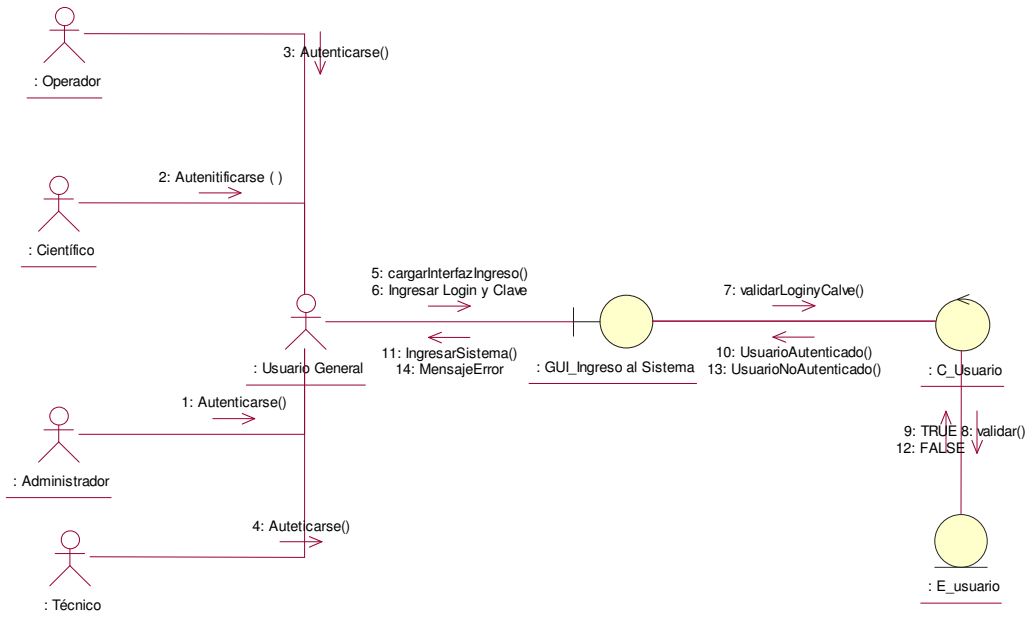 3: Autenticarse()
: Operador
2: Autenitificarse ( )
: Científico
5: cargarInterfazIngreso()
6: Ingresar Login y Clave
7: validarLoginyCalve()
11: IngresarSistema()
14: MensajeError
10: UsuarioAutenticado()
13: UsuarioNoAutenticado()
: Usuario General
: GUI_Ingreso al Sistema
: C_Usuario
1: Autenticarse()
9: TRUE
12: FALSE
8: validar()
: Administrador
4: Auteticarse()
: E_usuario
: Técnico